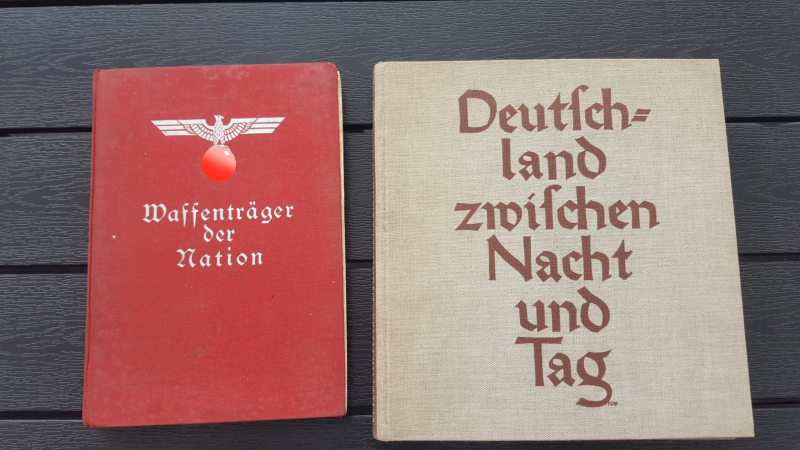 Waffenträger
der
Nation
Deutſch=
land
zwiſchen
Nacht
und
Tag